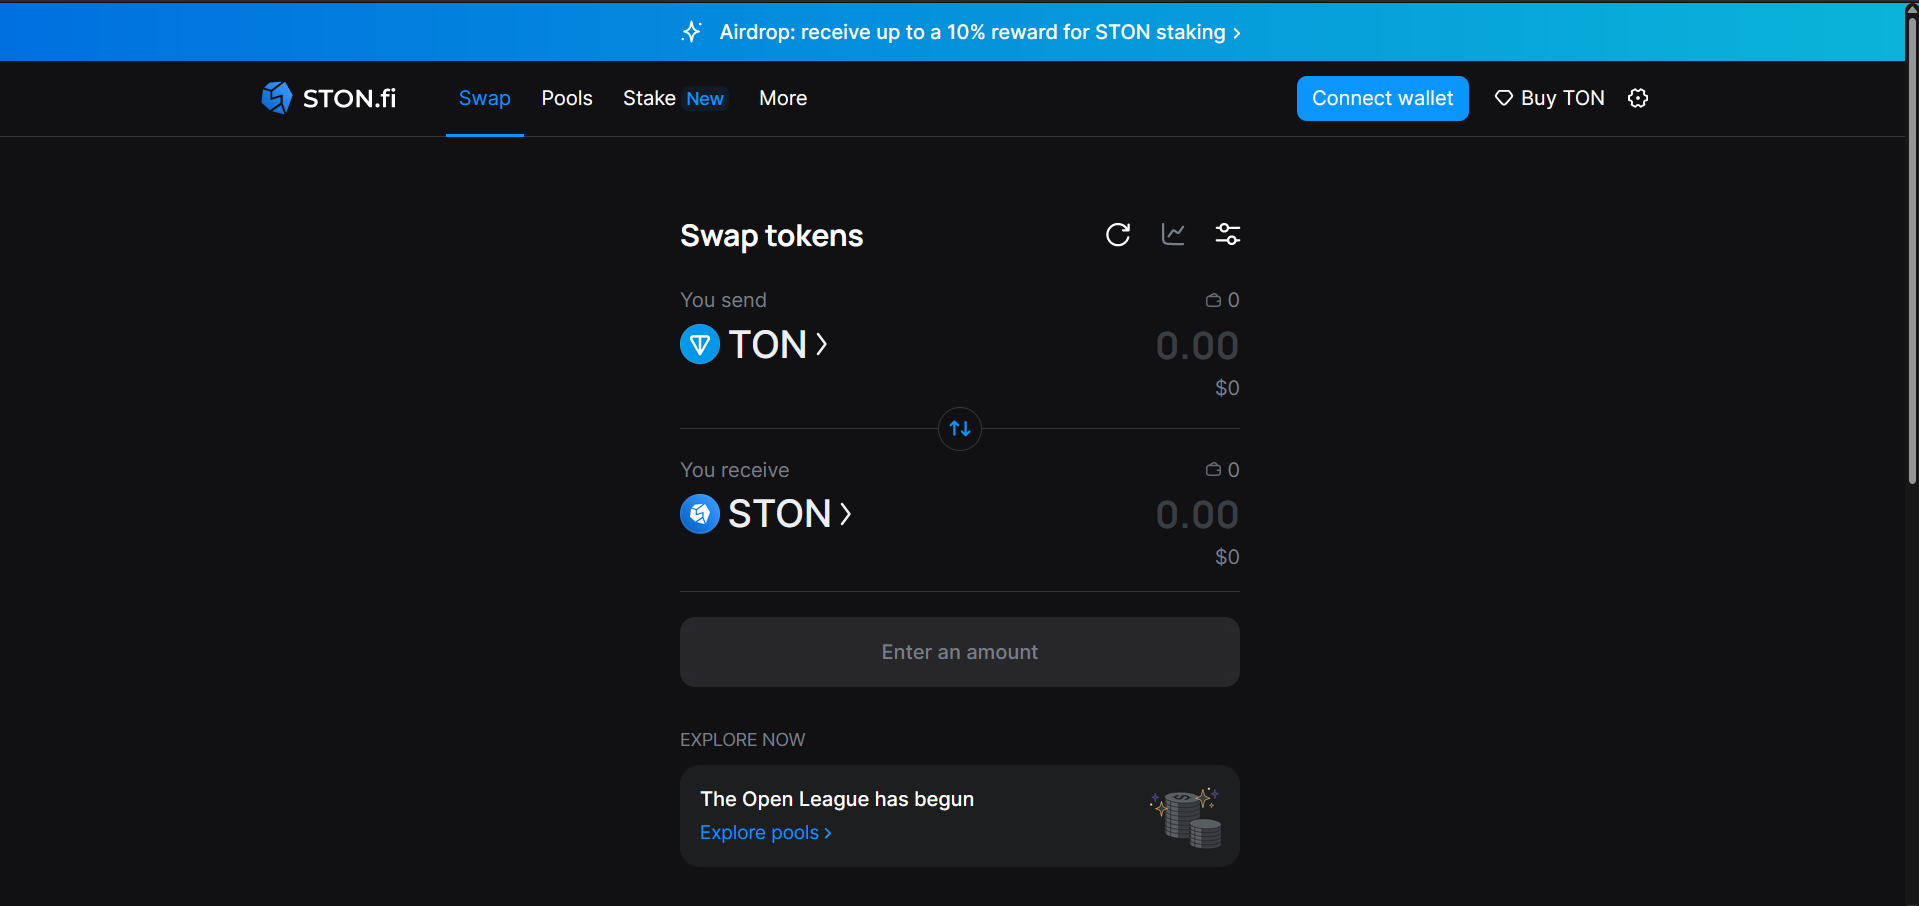 Airdrop: receive up to a 10% reward for STON staking ›
STON.fi
Swap
Pools
Stake New
More
Connect wallet
Buy TON
Swap tokens
You send
0
TON
0.00
$0
You receive
0
STON
0.00
$0
Enter an amount
EXPLORE NOW
The Open League has begun
Explore pools ›